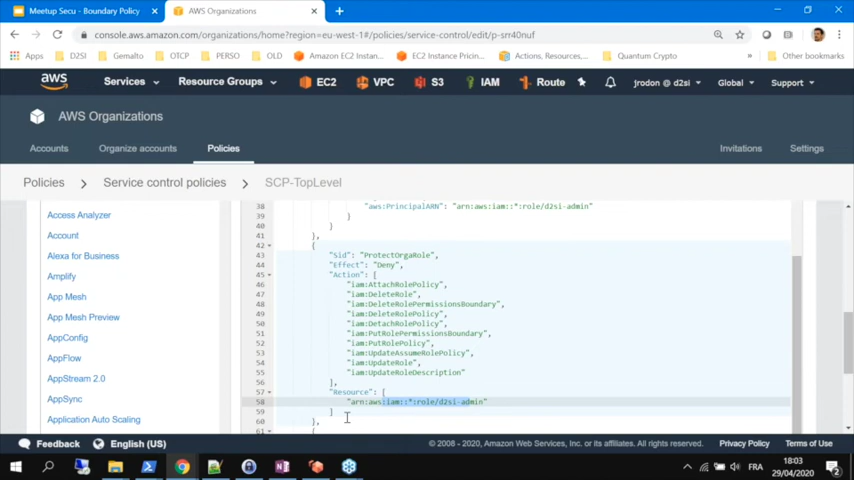 Meetup Secu - Boundary Policy
AWS Organizations
console.aws.amazon.com/organizations/home?region=eu-west-1#/policies/service-control/edit/p-srr40nuf
Apps D2SI Gemalto OTCP PERSO OLD Amazon EC2 Instan... EC2 Instance Pricing... Actions, Resources,... Quantum Crypto Other bookmarks
aws Services Resource Groups EC2 VPC S3 IAM Route jrodon @ d2si Global Support
AWS Organizations
Accounts Organize accounts Policies Invitations Settings
Policies Service control policies SCP-TopLevel
Access Analyzer
Account
Alexa for Business
Amplify
App Mesh
App Mesh Preview
AppConfig
AppFlow
AppStream 2.0
AppSync
Application Auto Scaling
38 "aws:PrincipalARN": "arn:aws:iam::*:role/d2si-admin"
39 }
40 }
41 },
42 {
43 "Sid": "ProtectOrgaRole",
44 "Effect": "Deny",
45 "Action": [
46 "iam:AttachRolePolicy",
47 "iam:DeleteRole",
48 "iam:DeleteRolePermissionsBoundary",
49 "iam:DeleteRolePolicy",
50 "iam:DetachRolePolicy",
51 "iam:PutRolePermissionsBoundary",
52 "iam:PutRolePolicy",
53 "iam:UpdateAssumeRolePolicy",
54 "iam:UpdateRole",
55 "iam:UpdateRoleDescription"
56 ],
57 "Resource": [
58 "arn:aws:iam::*:role/d2si-admin"
59 ]
60 },
61 {
Feedback English (US) © 2008 - 2020, Amazon Web Services, Inc. or its affiliates. All rights reserved. Privacy Policy Terms of Use
FRA 18:03
29/04/2020
2